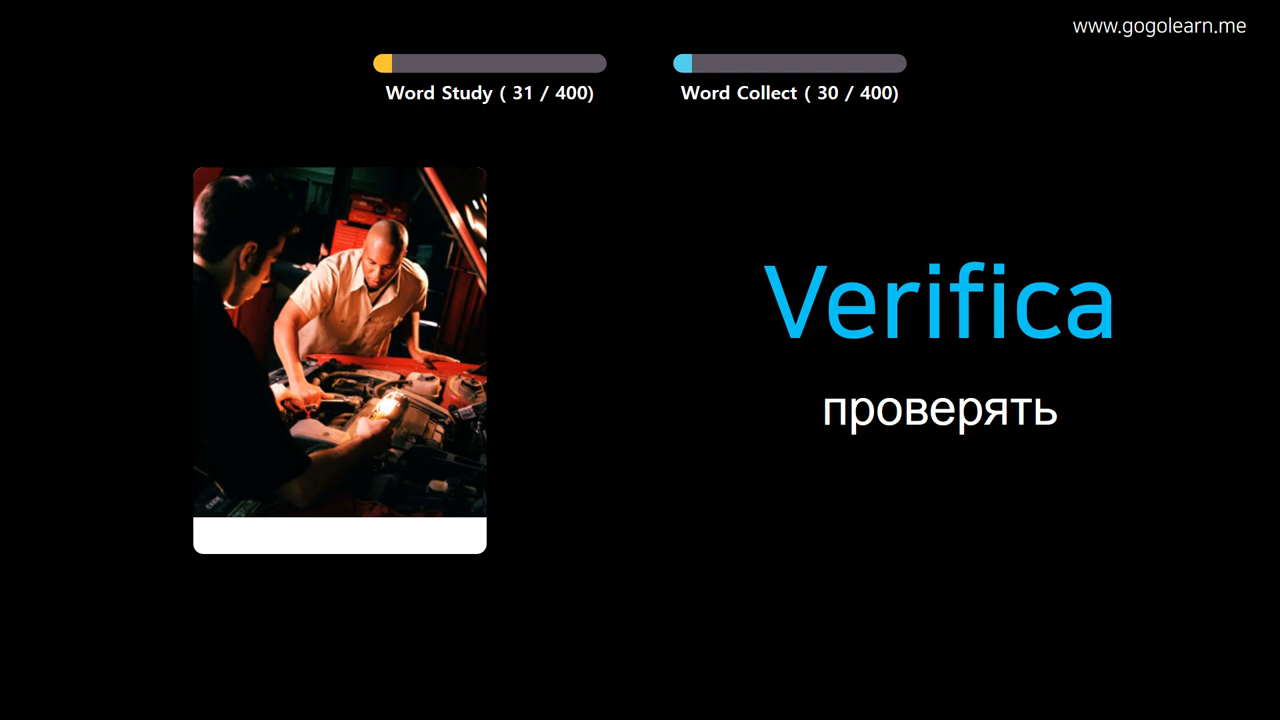 www.gogolearn.me
Word Study ( 31 / 400)
Word Collect ( 30 / 400)
Verifica
проверять